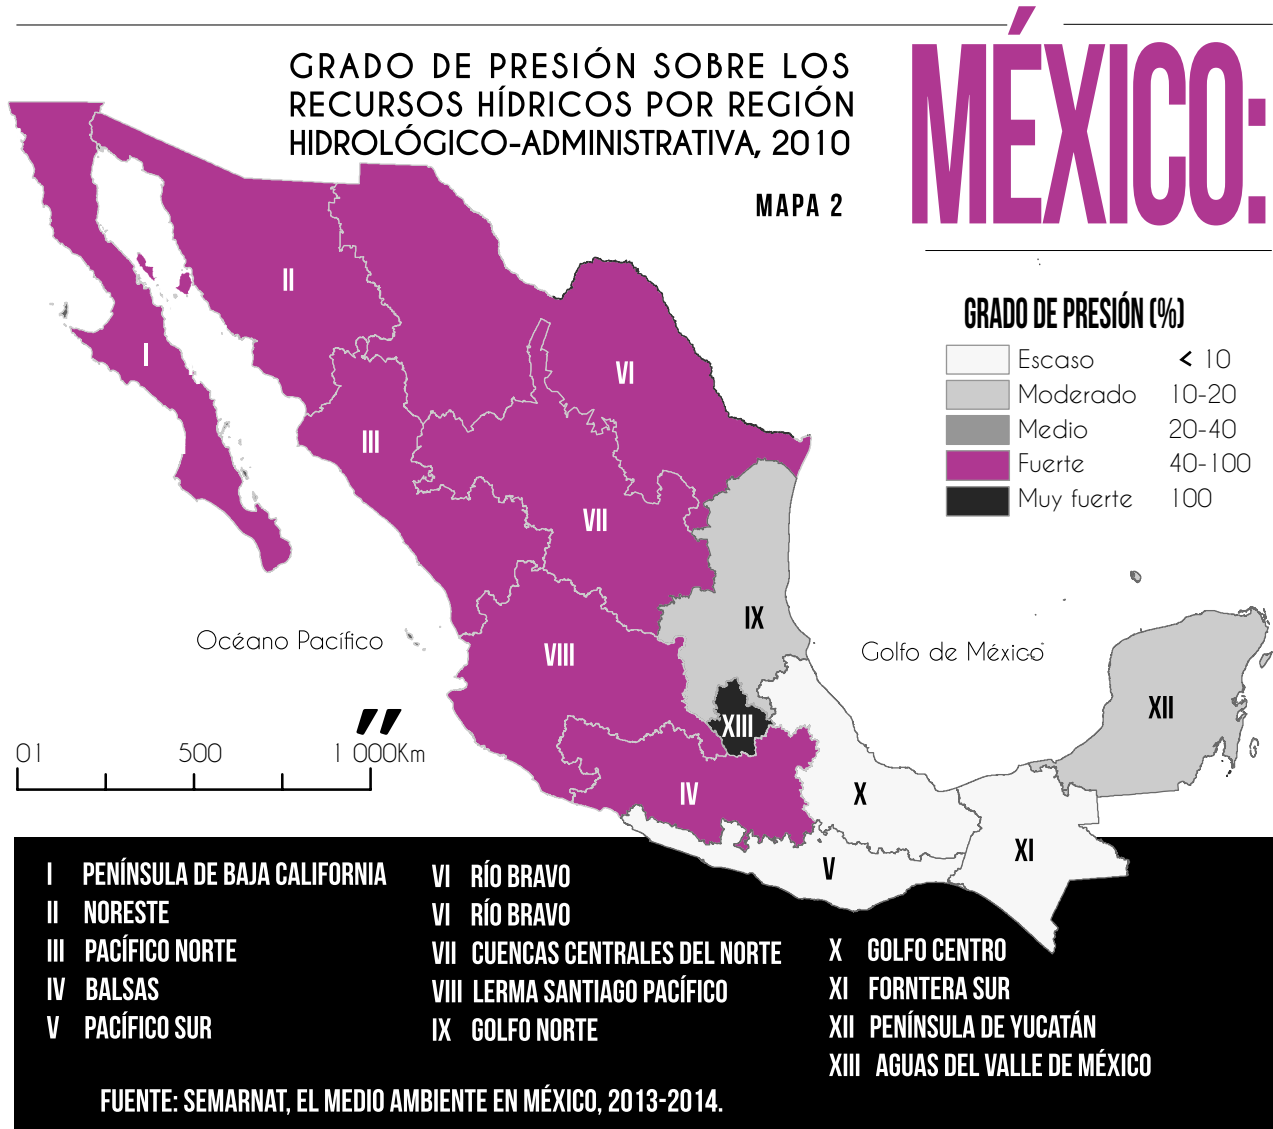 MÉXICO:
GRADO DE PRESIÓN SOBRE LOS
RECURSOS HÍDRICOS POR REGIÓN
HIDROLÓGICO-ADMINISTRATIVA, 2010
MAPA 2
GRADO DE PRESIÓN (%)
Escaso < 10
Moderado 10-20
Medio 20-40
Fuerte 40-100
Muy fuerte 100
I
II
III
VI
VII
VIII
IX
XIII
IV
X
V
XI
XII
Océano Pacífico
Golfo de México
01 500 1 000Km
I PENÍNSULA DE BAJA CALIFORNIA
II NORESTE
III PACÍFICO NORTE
IV BALSAS
V PACÍFICO SUR
VI RÍO BRAVO
VI RÍO BRAVO
VII CUENCAS CENTRALES DEL NORTE
VIII LERMA SANTIAGO PACÍFICO
IX GOLFO NORTE
X GOLFO CENTRO
XI FORNTERA SUR
XII PENÍNSULA DE YUCATÁN
XIII AGUAS DEL VALLE DE MÉXICO
FUENTE: SEMARNAT, EL MEDIO AMBIENTE EN MÉXICO, 2013-2014.